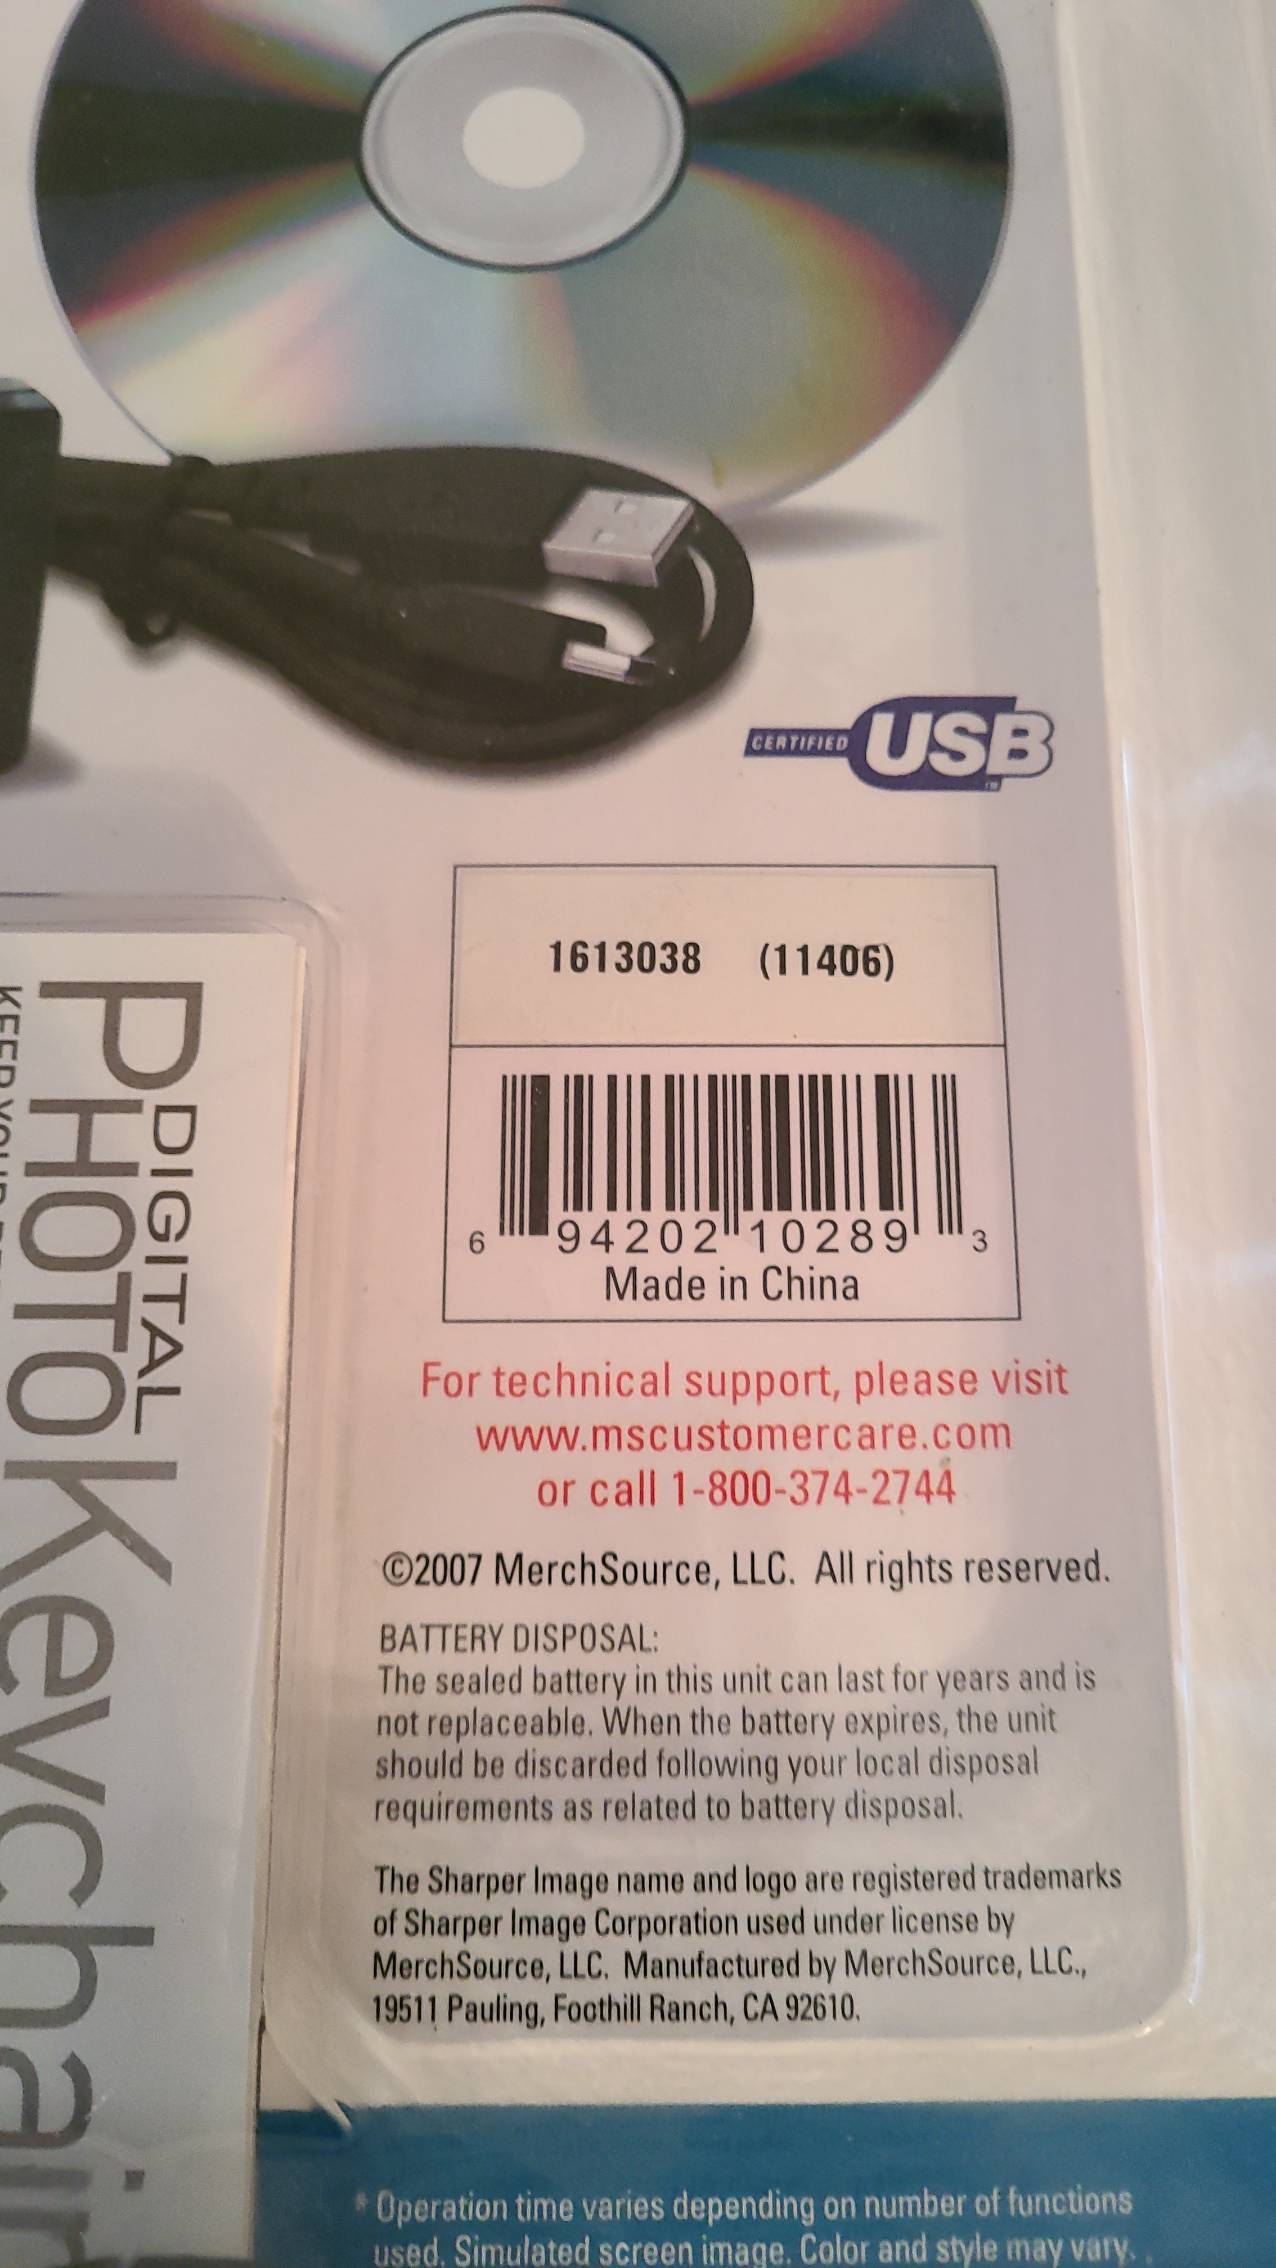 CERTIFIED USB™
1613038 (11406)
6 94202 10289 3
Made in China
For technical support, please visit
www.mscustomercare.com
or call 1-800-374-2744
©2007 MerchSource, LLC. All rights reserved.
BATTERY DISPOSAL:
The sealed battery in this unit can last for years and is
not replaceable. When the battery expires, the unit
should be discarded following your local disposal
requirements as related to battery disposal.
The Sharper Image name and logo are registered trademarks
of Sharper Image Corporation used under license by
MerchSource, LLC. Manufactured by MerchSource, LLC.,
19511 Pauling, Foothill Ranch, CA 92610.
* Operation time varies depending on number of functions
used. Simulated screen image. Color and style may vary.
DIGITAL
PHOTO Keychain
KEEP YOUR